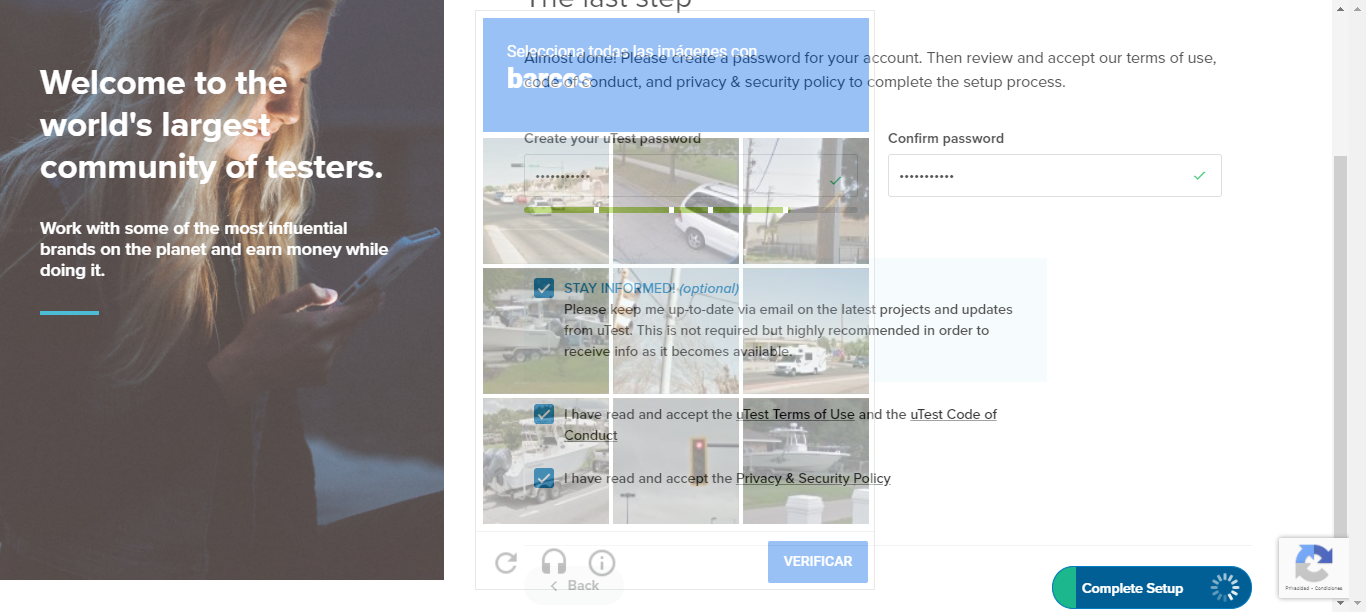 The last step
Welcome to the
world's largest
community of testers.
Work with some of the most influential
brands on the planet and earn money while
doing it.
Selecciona todas las imágenes con
barcos
Almost done! Please create a password for your account. Then review and accept our terms of use,
code of conduct, and privacy & security policy to complete the setup process.
Create your uTest password
Confirm password
•••••••••••
•••••••••••
STAY INFORMED! (optional)
Please keep me up-to-date via email on the latest projects and updates
from uTest. This is not required but highly recommended in order to
receive info as it becomes available.
I have read and accept the uTest Terms of Use and the uTest Code of
Conduct
I have read and accept the Privacy & Security Policy
VERIFICAR
Back
Complete Setup
Privacidad - Condiciones